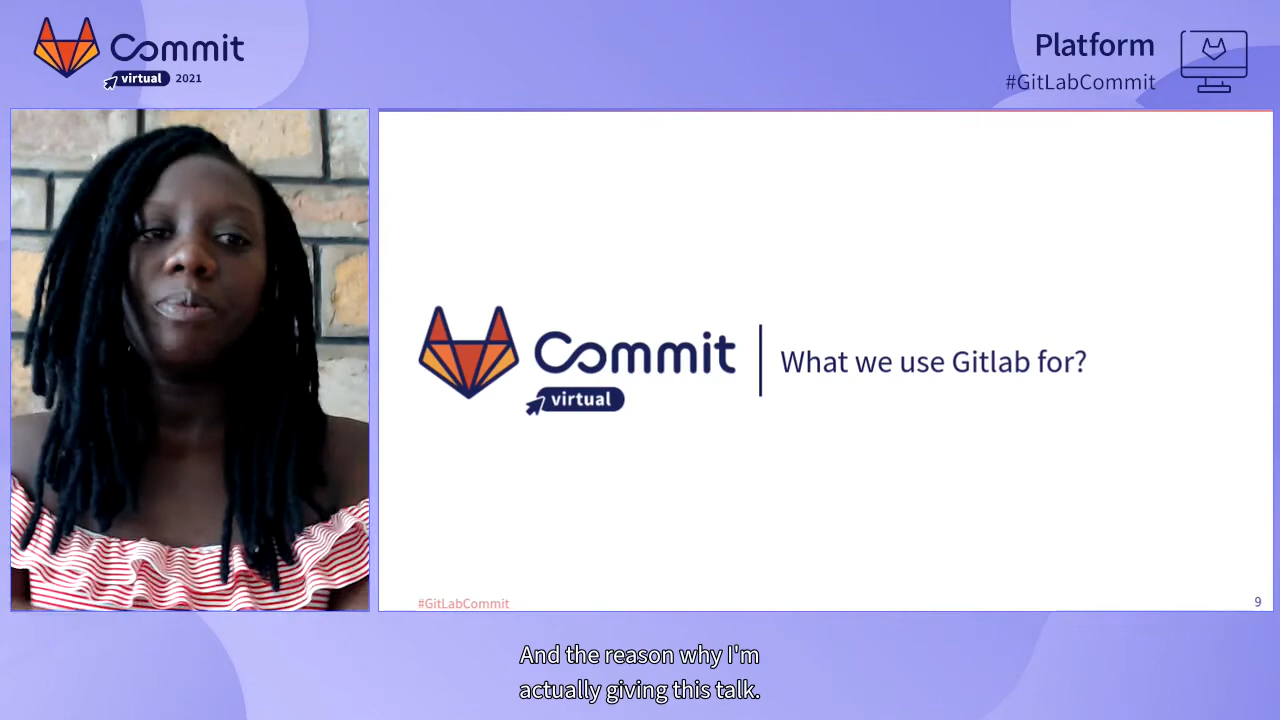 Commit
virtual 2021
Platform
#GitLabCommit
Commit
virtual
What we use Gitlab for?
#GitLabCommit
9
And the reason why I'm
actually giving this talk.